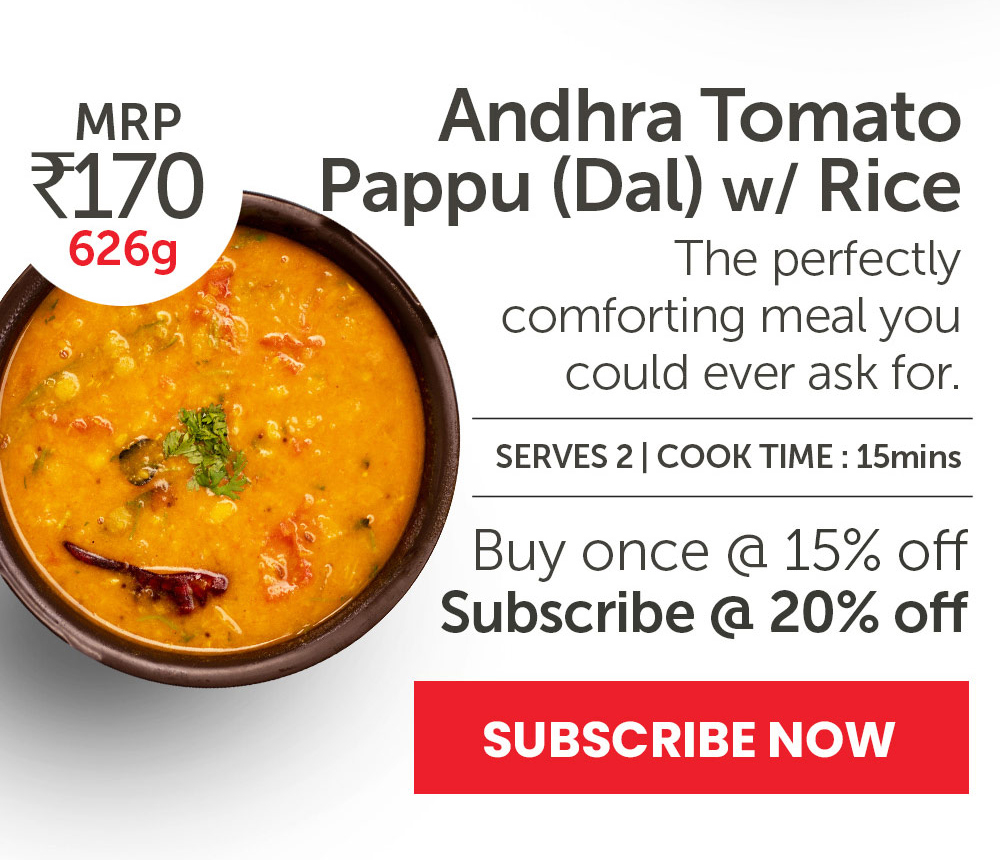 MRP
₹170
626g
Andhra Tomato
Pappu (Dal) w/ Rice
The perfectly
comforting meal you
could ever ask for.
SERVES 2 | COOK TIME : 15mins
Buy once @ 15% off
Subscribe @ 20% off
SUBSCRIBE NOW